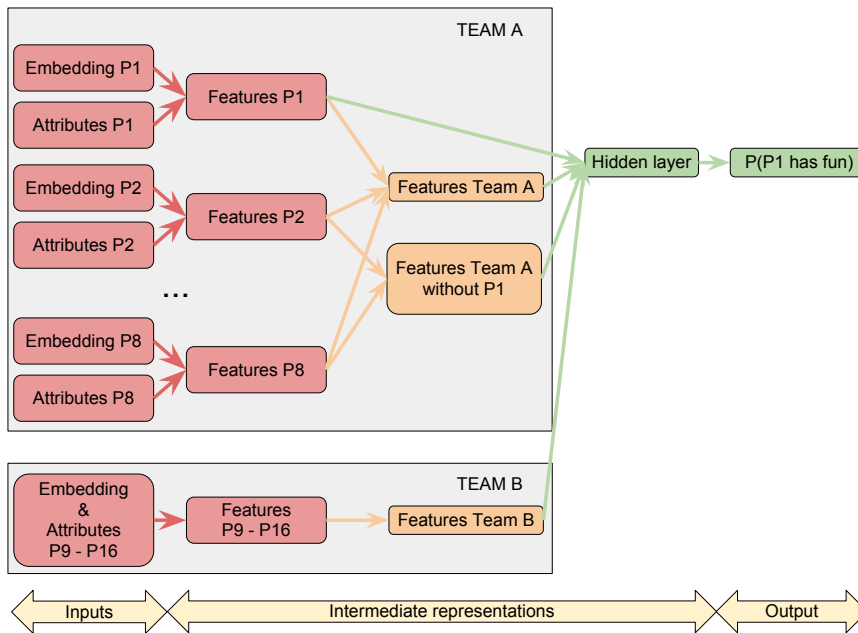 TEAM A
Embedding P1
Attributes P1
Features P1
Embedding P2
Attributes P2
Features P2
...
Embedding P8
Attributes P8
Features P8
Features Team A
Features Team A
without P1
Hidden layer
P(P1 has fun)
TEAM B
Embedding
&
Attributes
P9 - P16
Features
P9 - P16
Features Team B
Inputs
Intermediate representations
Output